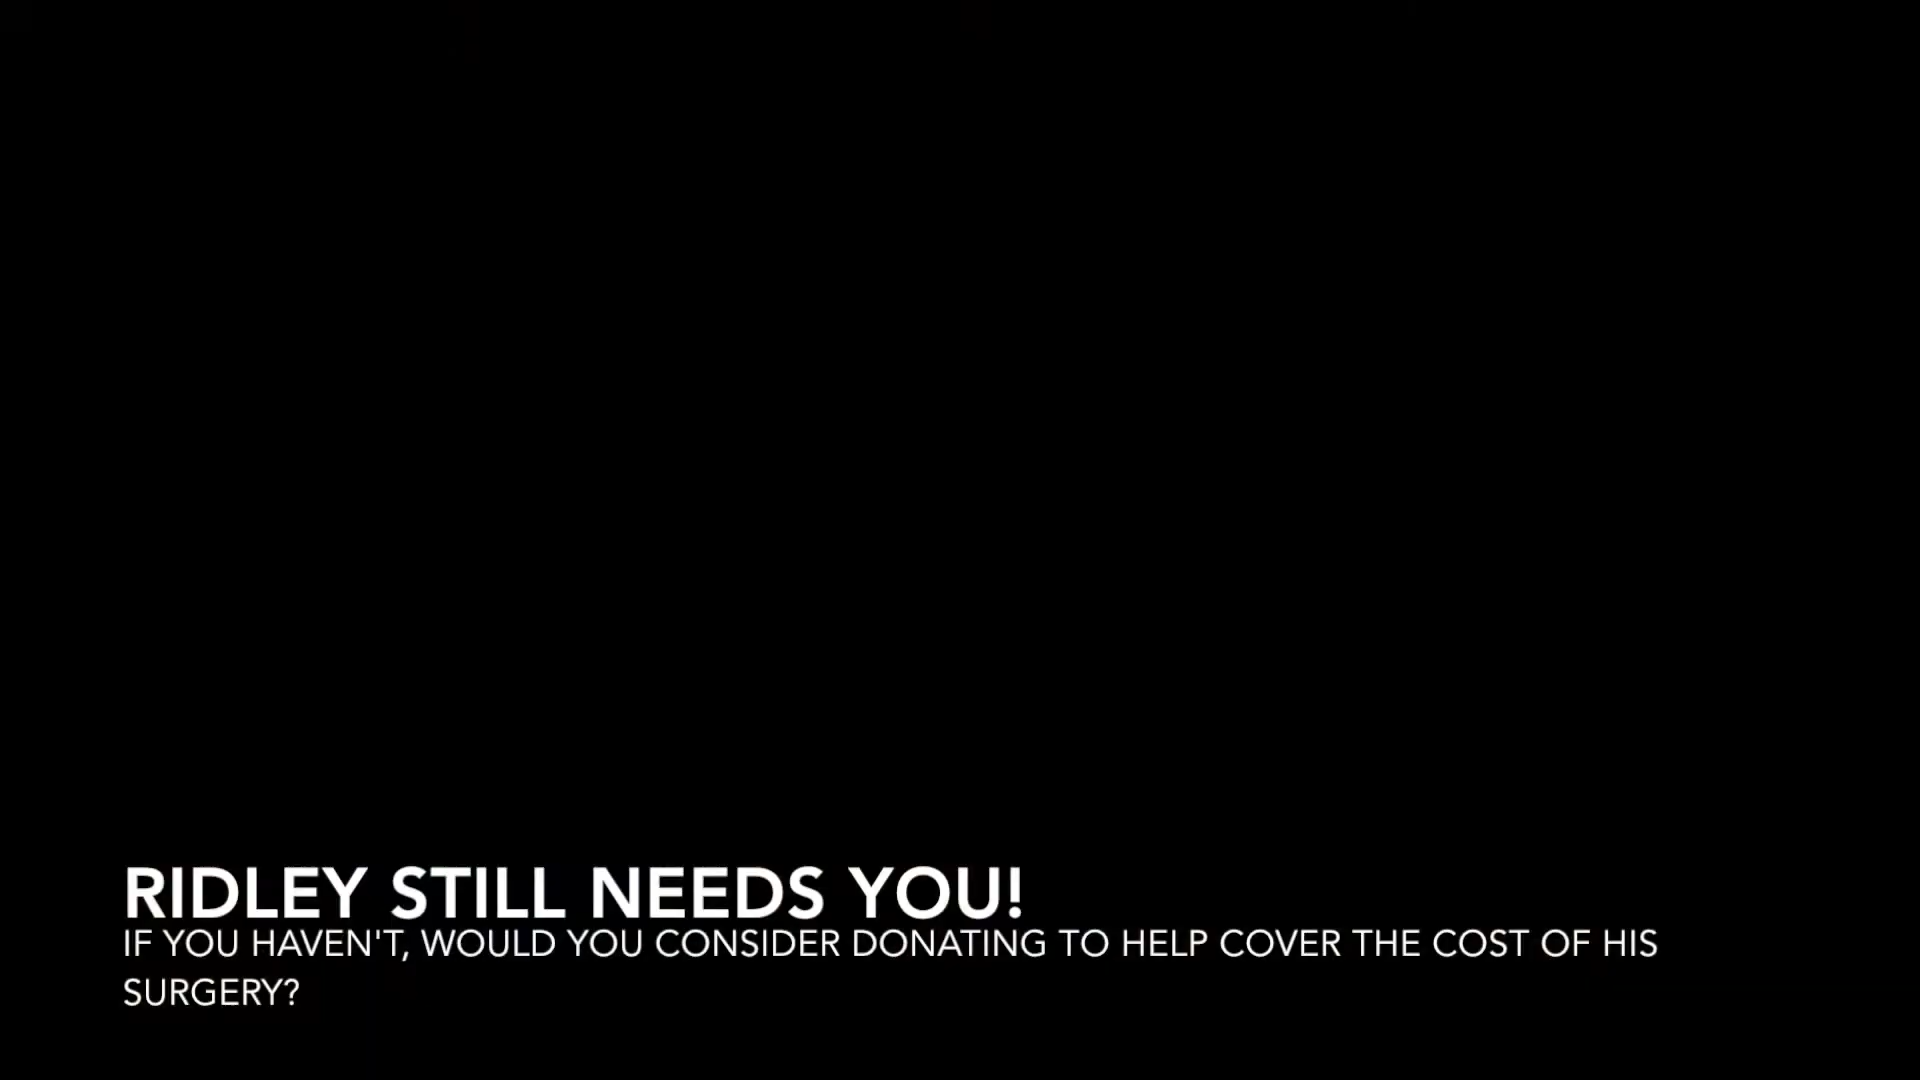 RIDLEY STILL NEEDS YOU!
IF YOU HAVEN'T, WOULD YOU CONSIDER DONATING TO HELP COVER THE COST OF HIS
SURGERY?